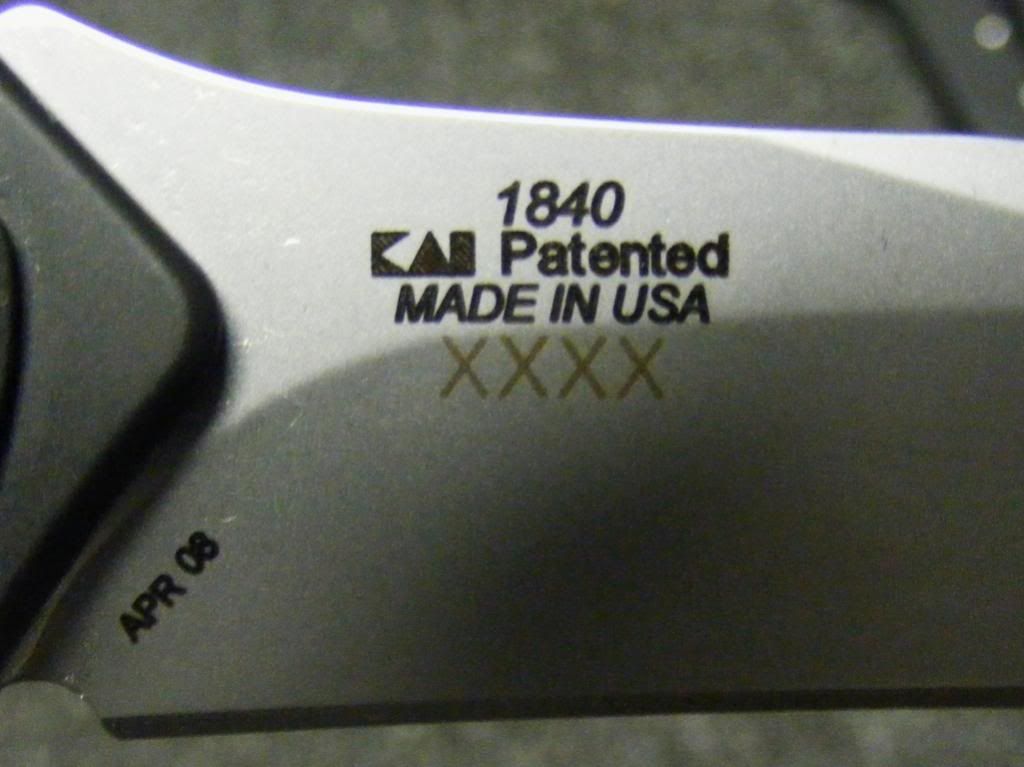 1840
KAI Patented
MADE IN USA
XXXX
APR 08